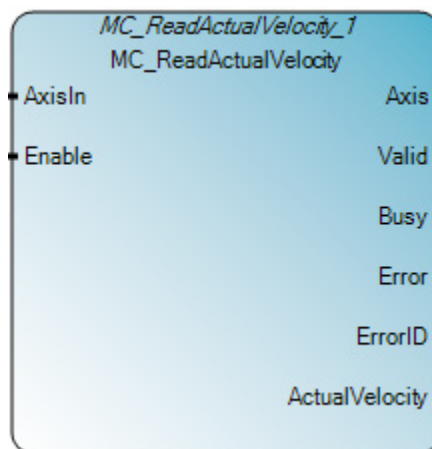 MC_ReadActualVelocity_1
MC_ReadActualVelocity
AxisIn Axis
Enable Valid
Busy
Error
ErrorID
ActualVelocity